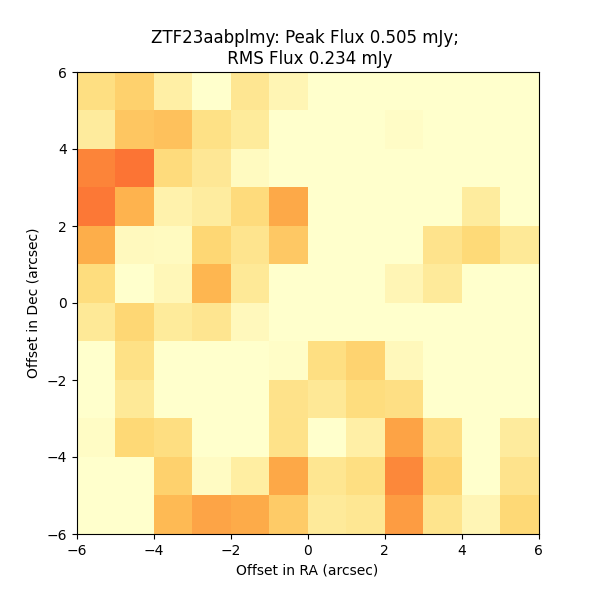 ZTF23aabplmy: Peak Flux 0.505 mJy;
RMS Flux 0.234 mJy
6
4
2
0
−2
−4
−6
Offset in Dec (arcsec)
−6 −4 −2 0 2 4 6
Offset in RA (arcsec)